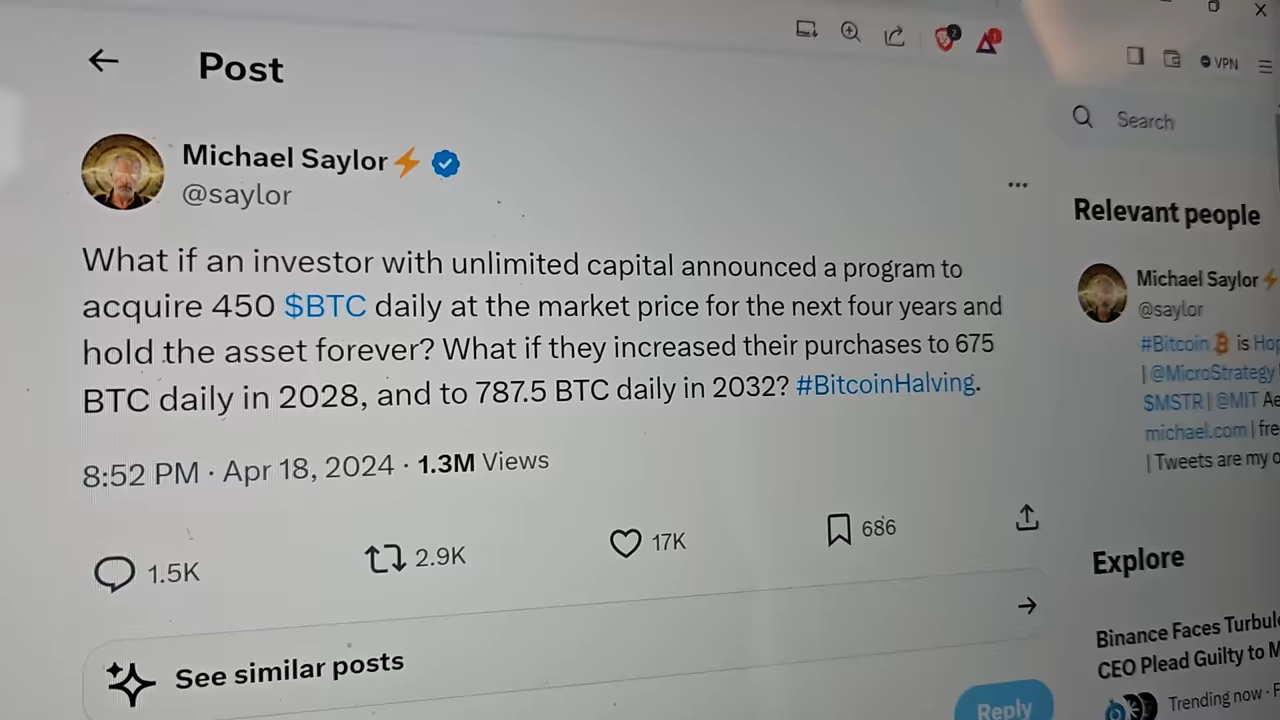 Post
Michael Saylor⚡
@saylor
What if an investor with unlimited capital announced a program to
acquire 450 $BTC daily at the market price for the next four years and
hold the asset forever? What if they increased their purchases to 675
BTC daily in 2028, and to 787.5 BTC daily in 2032? #BitcoinHalving.
8:52 PM · Apr 18, 2024 · 1.3M Views
1.5K
2.9K
17K
686
See similar posts
Reply
VPN
Search
Relevant people
Michael Saylor⚡
@saylor
#Bitcoin is
| @MicroStrategy
$MSTR | @MIT
michael.com |
| Tweets are my
Explore
Binance Faces
CEO Plead Guilty to
Trending now ·